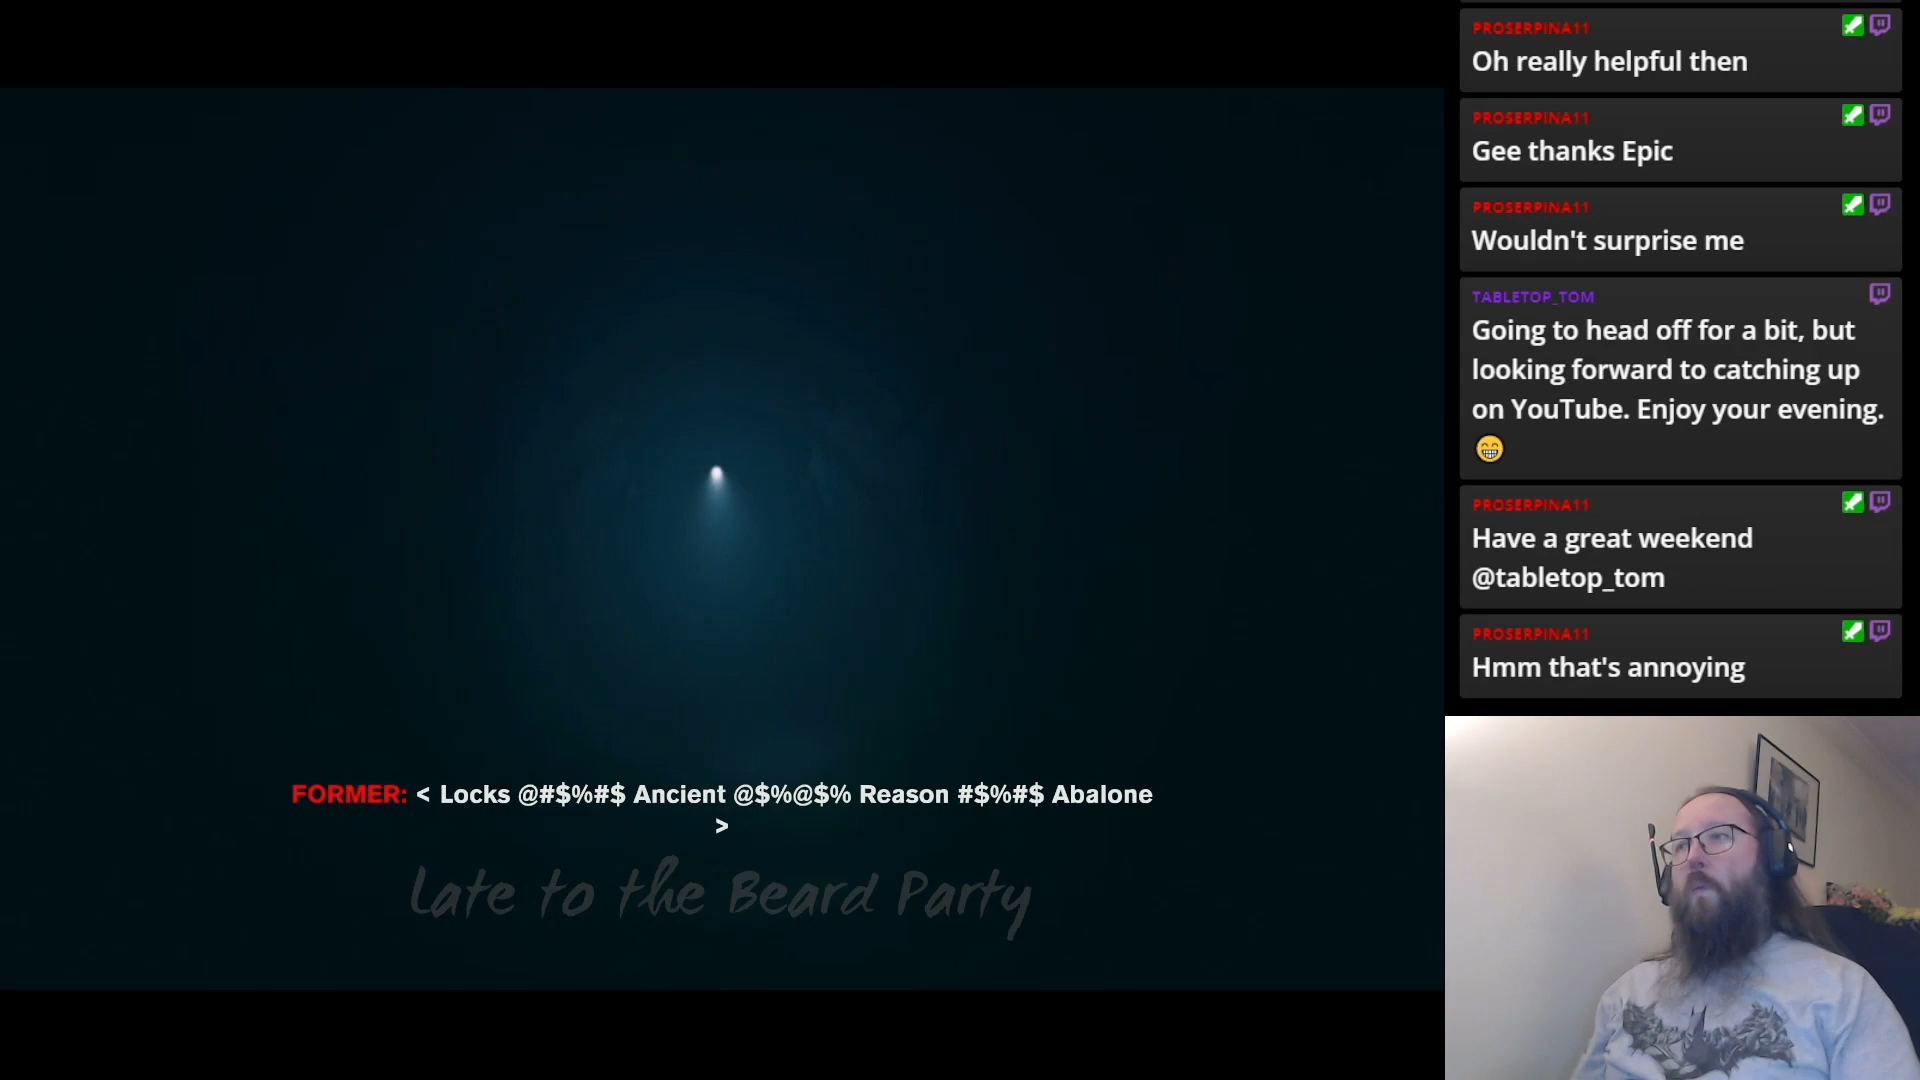 PROSERPINA11
Oh really helpful then
PROSERPINA11
Gee thanks Epic
PROSERPINA11
Wouldn't surprise me
TABLETOP_TOM
Going to head off for a bit, but
looking forward to catching up
on YouTube. Enjoy your evening.
😁
PROSERPINA11
Have a great weekend
@tabletop_tom
PROSERPINA11
Hmm that's annoying
FORMER: < Locks @#$%#$ Ancient @$%@$% Reason #$%#$ Abalone
>
Late to the Beard Party